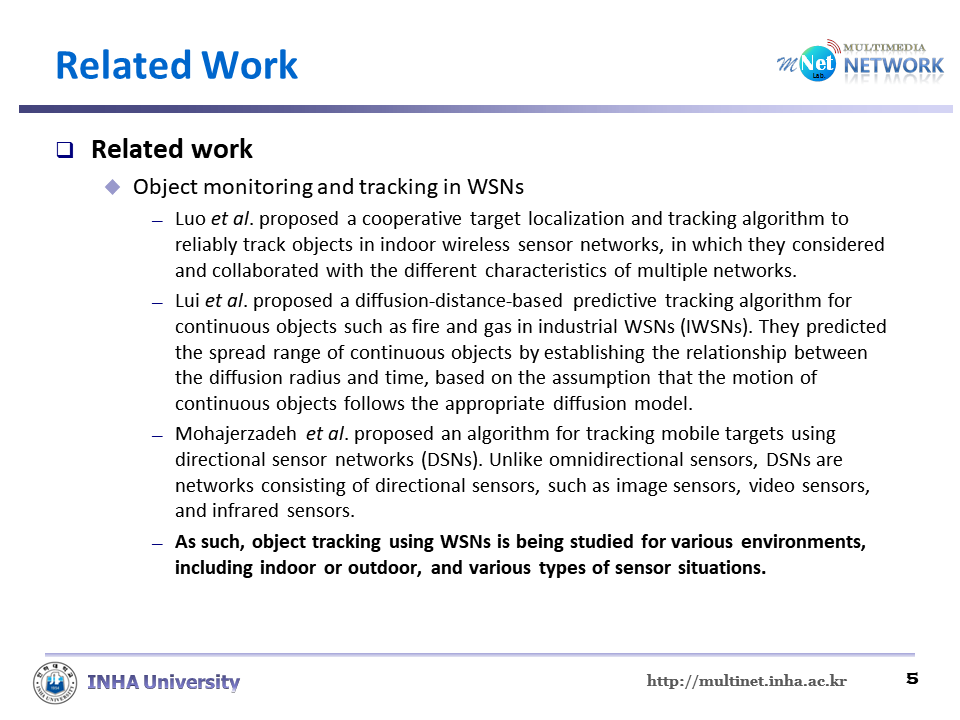 Related Work
mNet Lab. MULTIMEDIA NETWORK
Related work
Object monitoring and tracking in WSNs
— Luo et al. proposed a cooperative target localization and tracking algorithm to
reliably track objects in indoor wireless sensor networks, in which they considered
and collaborated with the different characteristics of multiple networks.
— Lui et al. proposed a diffusion-distance-based predictive tracking algorithm for
continuous objects such as fire and gas in industrial WSNs (IWSNs). They predicted
the spread range of continuous objects by establishing the relationship between
the diffusion radius and time, based on the assumption that the motion of
continuous objects follows the appropriate diffusion model.
— Mohajerzadeh et al. proposed an algorithm for tracking mobile targets using
directional sensor networks (DSNs). Unlike omnidirectional sensors, DSNs are
networks consisting of directional sensors, such as image sensors, video sensors,
and infrared sensors.
— As such, object tracking using WSNs is being studied for various environments,
including indoor or outdoor, and various types of sensor situations.
INHA University
http://multinet.inha.ac.kr
5